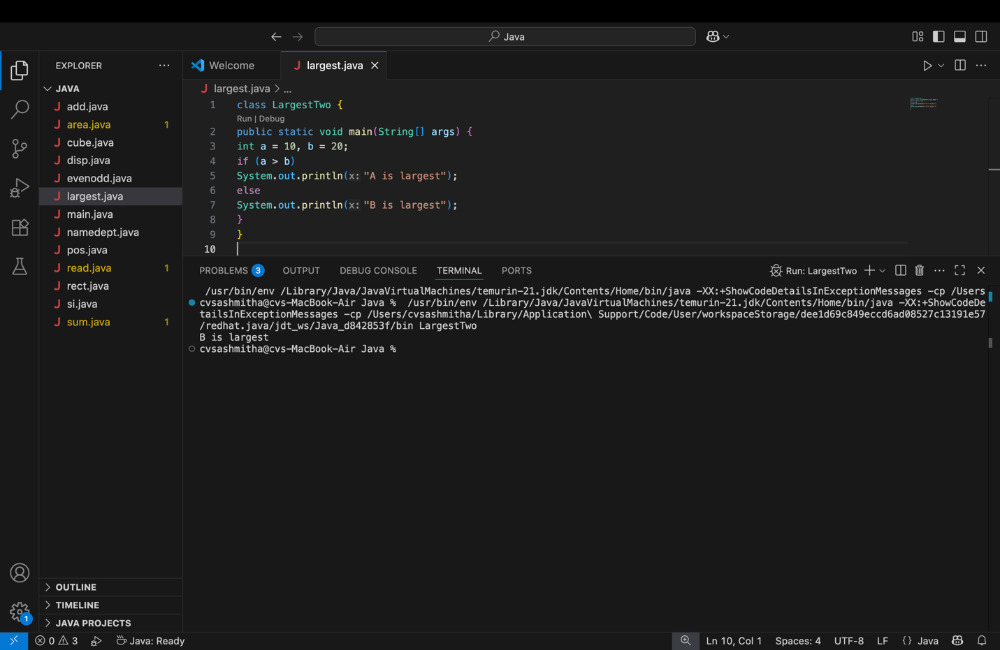 Java
EXPLORER
JAVA
add.java
area.java 1
cube.java
disp.java
evenodd.java
largest.java
main.java
namedept.java
pos.java
read.java 1
rect.java
si.java
sum.java 1
OUTLINE
TIMELINE
JAVA PROJECTS
Welcome
largest.java
largest.java > ...
1 class LargestTwo {
Run | Debug
2 public static void main(String[] args) {
3 int a = 10, b = 20;
4 if (a > b)
5 System.out.println(x: "A is largest");
6 else
7 System.out.println(x: "B is largest");
8 }
9 }
10
PROBLEMS 3 OUTPUT DEBUG CONSOLE TERMINAL PORTS Run: LargestTwo
/usr/bin/env /Library/Java/JavaVirtualMachines/temurin-21.jdk/Contents/Home/bin/java -XX:+ShowCodeDetailsInExceptionMessages -cp /Users
cvsashmitha@cvs-MacBook-Air Java %  /usr/bin/env /Library/Java/JavaVirtualMachines/temurin-21.jdk/Contents/Home/bin/java -XX:+ShowCodeDe
tailsInExceptionMessages -cp /Users/cvsashmitha/Library/Application\ Support/Code/User/workspaceStorage/dee1d69c849eccd6ad08527c13191e57
/redhat.java/jdt_ws/Java_d842853f/bin LargestTwo
B is largest
cvsashmitha@cvs-MacBook-Air Java %
1
0 3 Java: Ready Ln 10, Col 1 Spaces: 4 UTF-8 LF {} Java